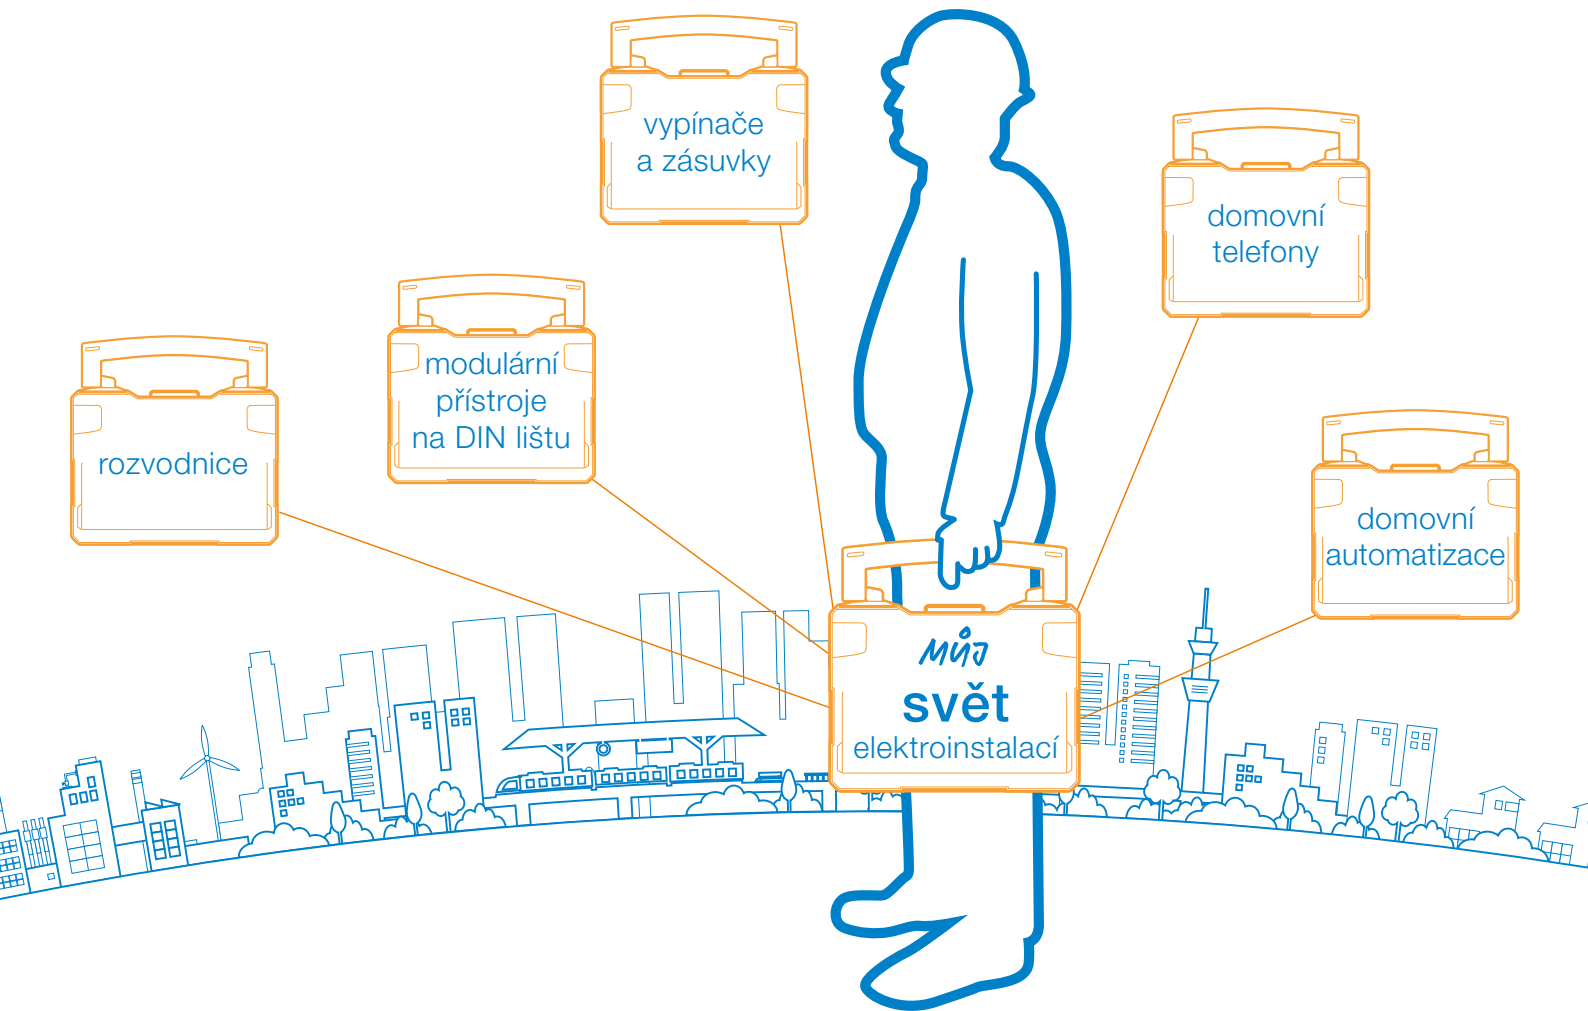 vypínače
a zásuvky
domovní
telefony
modulární
přístroje
na DIN lištu
rozvodnice
domovní
automatizace
můj
svět
elektroinstalací